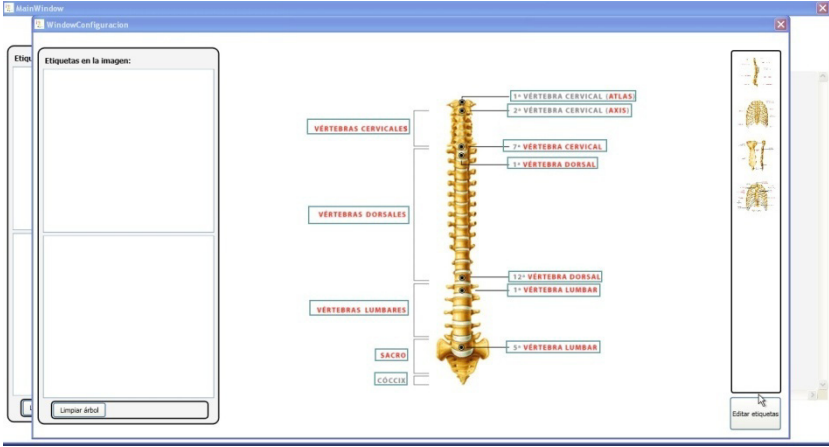 MainWindow
WindowConfiguracion
Etiqu
Etiquetas en la imagen:
1ª VÉRTEBRA CERVICAL (ATLAS)
2ª VÉRTEBRA CERVICAL (AXIS)
VÉRTEBRAS CERVICALES
7ª VÉRTEBRA CERVICAL
1ª VÉRTEBRA DORSAL
VÉRTEBRAS DORSALES
12ª VÉRTEBRA DORSAL
1ª VÉRTEBRA LUMBAR
VÉRTEBRAS LUMBARES
5ª VÉRTEBRA LUMBAR
SACRO
CÓCCIX
Limpiar árbol
Editar etiquetas